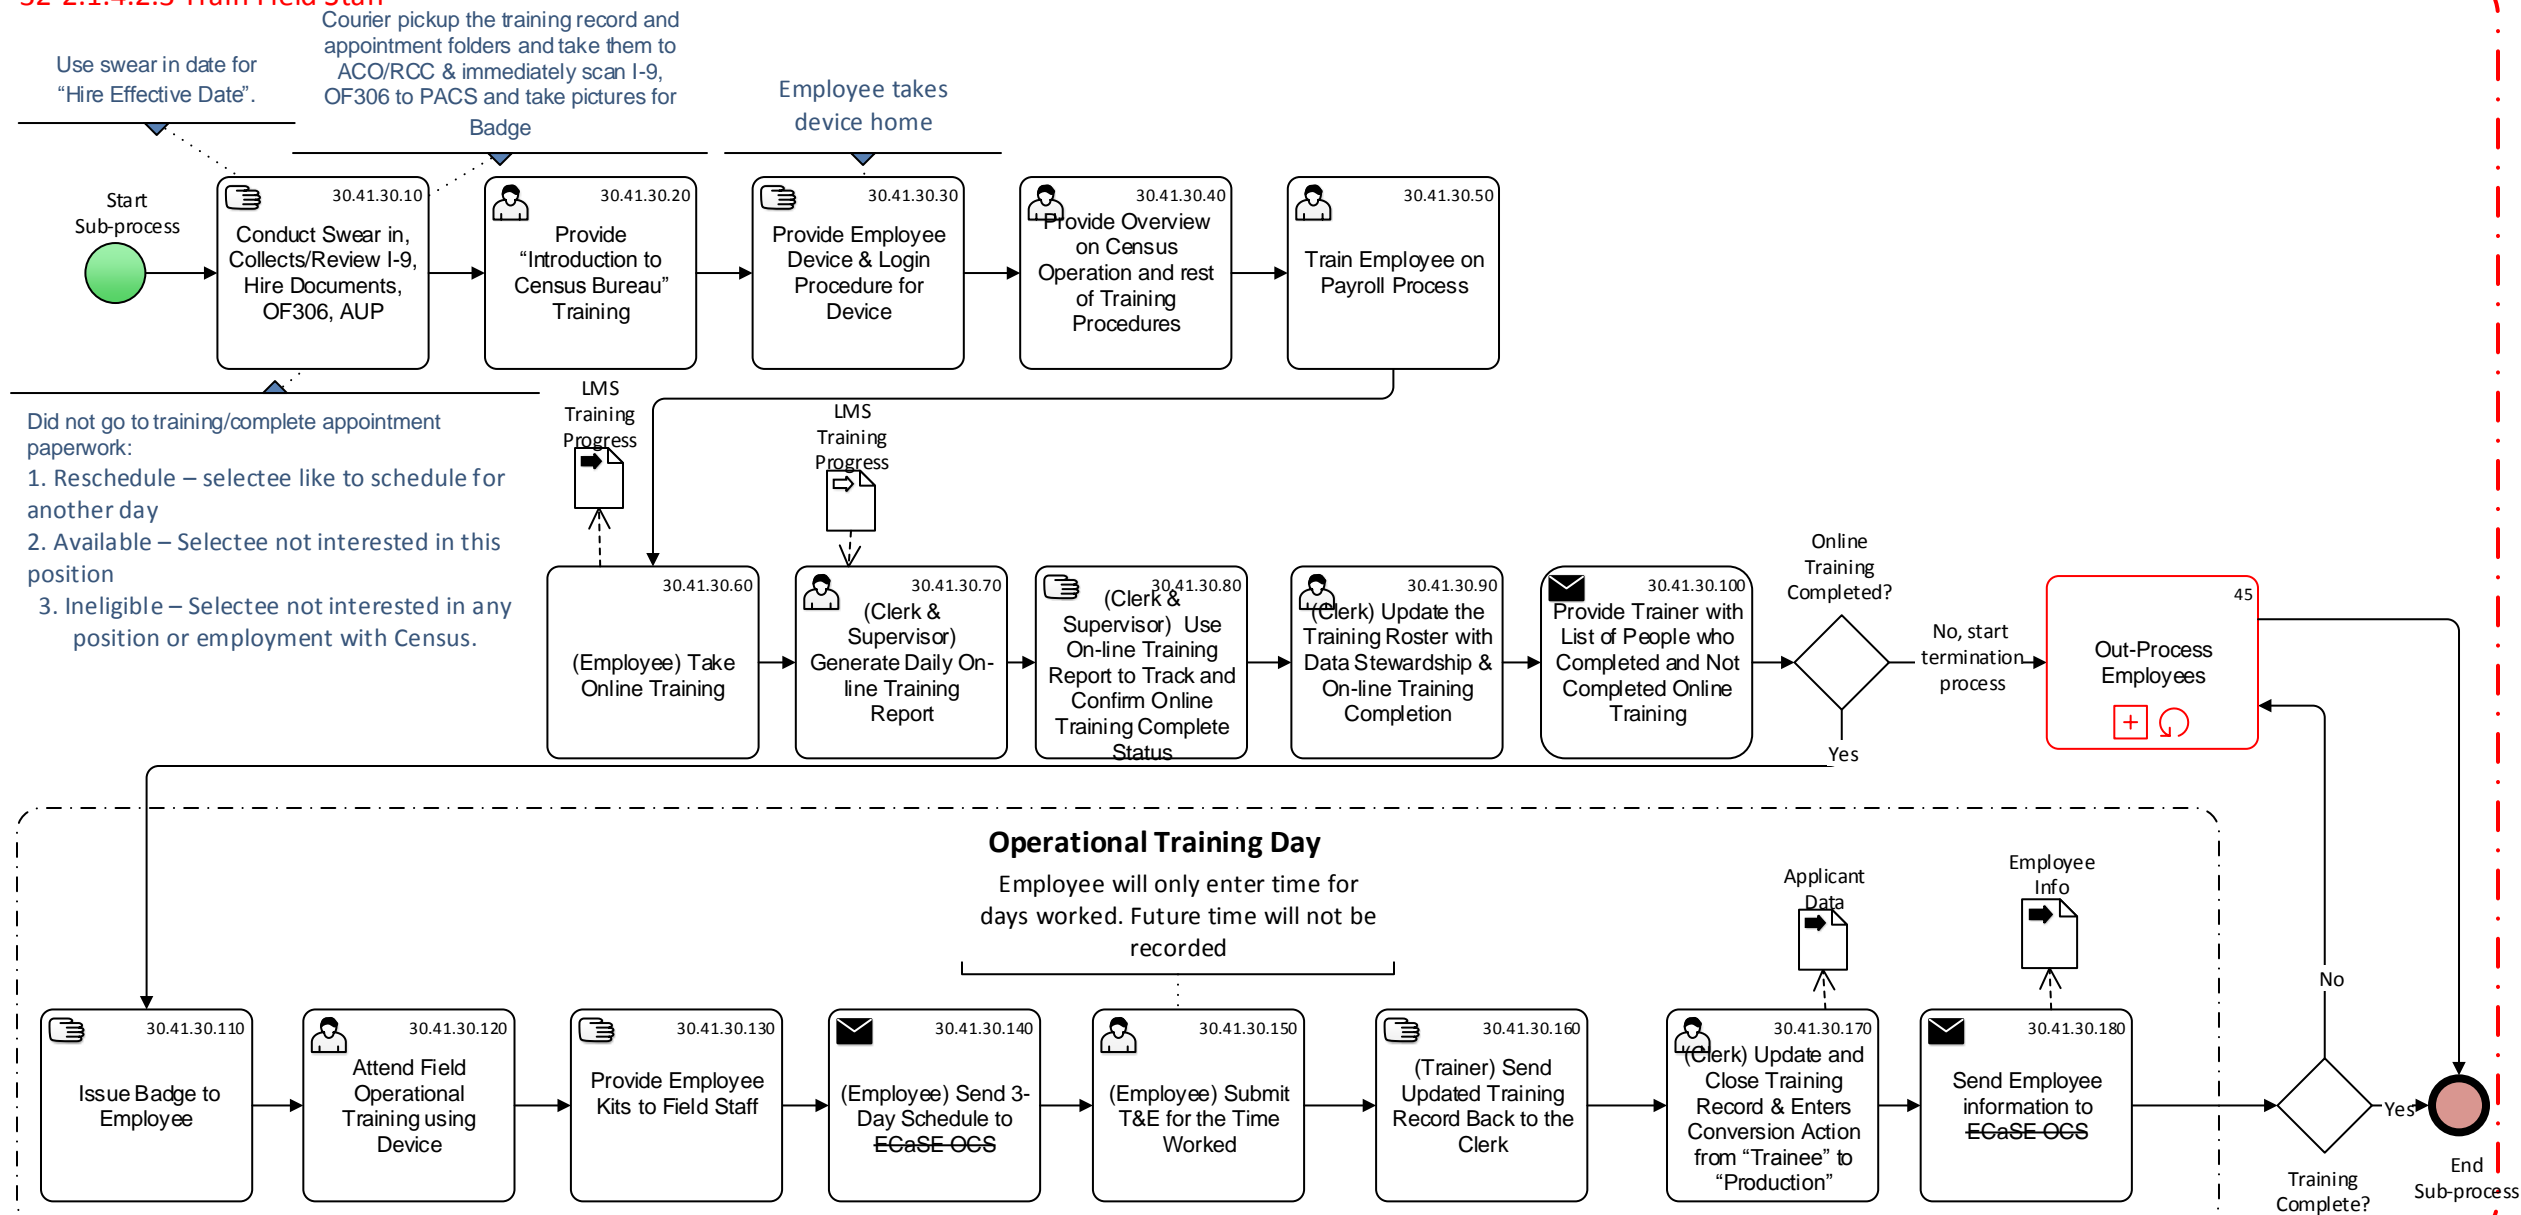 Courier pickup the training record and
appointment folders and take them to
ACO/RCC & immediately scan I-9,
OF306 to PACS and take pictures for
Badge
Use swear in date for
“Hire Effective Date”.
Employee takes
device home
Start
Sub-process
30.41.30.10
Conduct Swear in,
Collects/Review I-9,
Hire Documents,
OF306, AUP
30.41.30.20
Provide
“Introduction to
Census Bureau”
Training
30.41.30.30
Provide Employee
Device & Login
Procedure for
Device
30.41.30.40
Provide Overview
on Census
Operation and rest
of Training
Procedures
30.41.30.50
Train Employee on
Payroll Process
Did not go to training/complete appointment
paperwork:
1. Reschedule – selectee like to schedule for
another day
2. Available – Selectee not interested in this
position
3. Ineligible – Selectee not interested in any
position or employment with Census.
LMS
Training
Progress
LMS
Training
Progress
30.41.30.60
(Employee) Take
Online Training
30.41.30.70
(Clerk &
Supervisor)
Generate Daily On-
line Training
Report
30.41.30.80
(Clerk &
Supervisor) Use
On-line Training
Report to Track and
Confirm Online
Training Complete
Status
30.41.30.90
(Clerk) Update the
Training Roster with
Data Stewardship &
On-line Training
Completion
30.41.30.100
Provide Trainer with
List of People who
Completed and Not
Completed Online
Training
Online
Training
Completed?
No, start
termination
process
Yes
45
Out-Process
Employees
Operational Training Day
Employee will only enter time for
days worked. Future time will not be
recorded
Applicant
Data
Employee
Info
30.41.30.110
Issue Badge to
Employee
30.41.30.120
Attend Field
Operational
Training using
Device
30.41.30.130
Provide Employee
Kits to Field Staff
30.41.30.140
(Employee) Send 3-
Day Schedule to
ECaSE OCS
30.41.30.150
(Employee) Submit
T&E for the Time
Worked
30.41.30.160
(Trainer) Send
Updated Training
Record Back to the
Clerk
30.41.30.170
(Clerk) Update and
Close Training
Record & Enters
Conversion Action
from “Trainee” to
“Production”
30.41.30.180
Send Employee
information to
ECaSE OCS
No
Yes
Training
Complete?
End
Sub-process